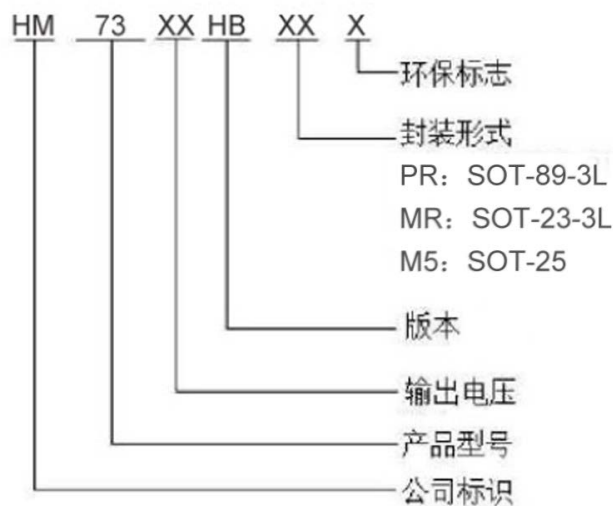 HM 73 XX HB XX X
环保标志
封装形式
PR：SOT-89-3L
MR：SOT-23-3L
M5：SOT-25
版本
输出电压
产品型号
公司标识